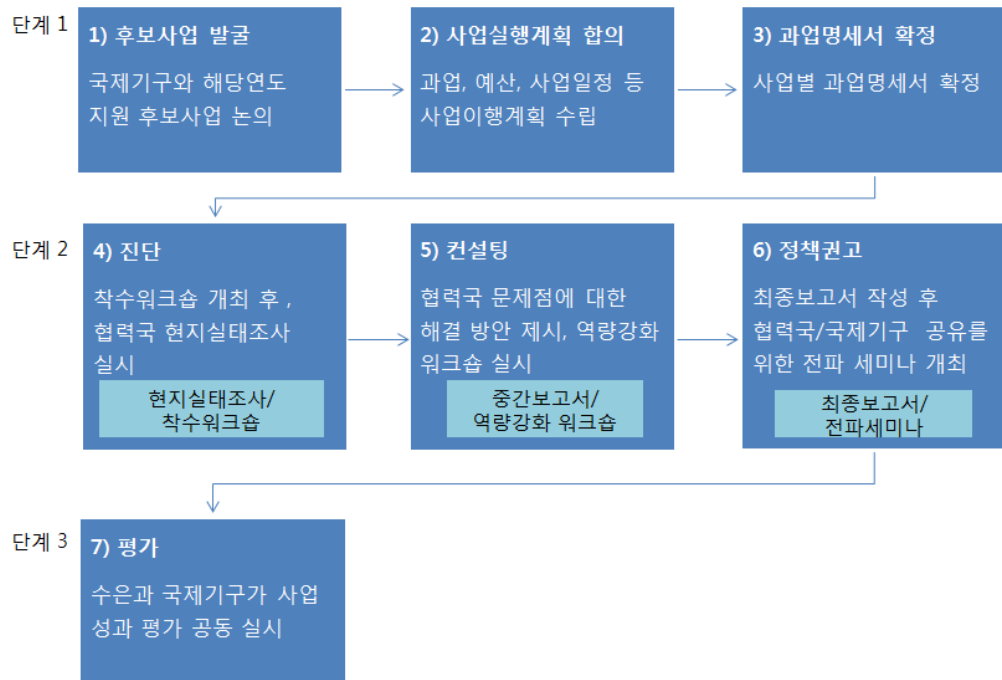 단계 1
1) 후보사업 발굴
국제기구와 해당연도
지원 후보사업 논의
2) 사업실행계획 합의
과업, 예산, 사업일정 등
사업이행계획 수립
3) 과업명세서 확정
사업별 과업명세서 확정
단계 2
4) 진단
착수워크숍 개최 후 ,
협력국 현지실태조사
실시
현지실태조사/
착수워크숍
5) 컨설팅
협력국 문제점에 대한
해결 방안 제시, 역량강화
워크숍 실시
중간보고서/
역량강화 워크숍
6) 정책권고
최종보고서 작성 후
협력국/국제기구 공유를
위한 전파 세미나 개최
최종보고서/
전파세미나
단계 3
7) 평가
수은과 국제기구가 사업
성과 평가 공동 실시